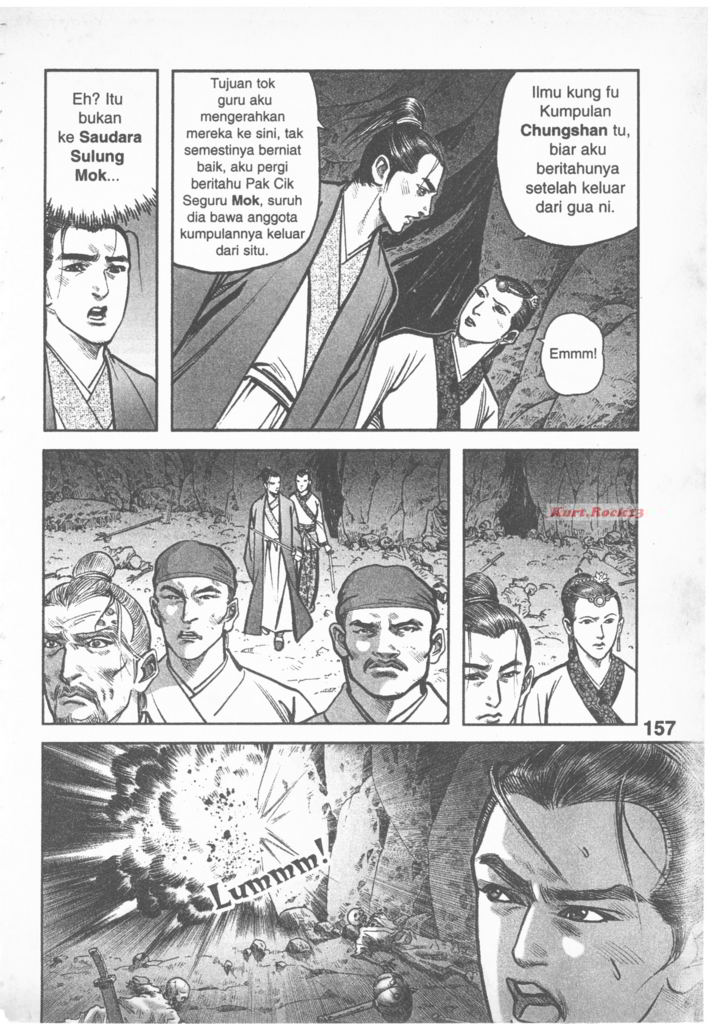 Eh? Itu
bukan
ke Saudara
Sulung
Mok...
Tujuan tok
guru aku
mengerahkan
mereka ke sini, tak
semestinya berniat
baik, aku pergi
beritahu Pak Cik
Seguru Mok, suruh
dia bawa anggota
kumpulannya keluar
dari situ.
Ilmu kung fu
Kumpulan
Chungshan tu,
biar aku
beritahunya
setelah keluar
dari gua ni.
Emmm!
Kurt.Rock13
157
Lummm!